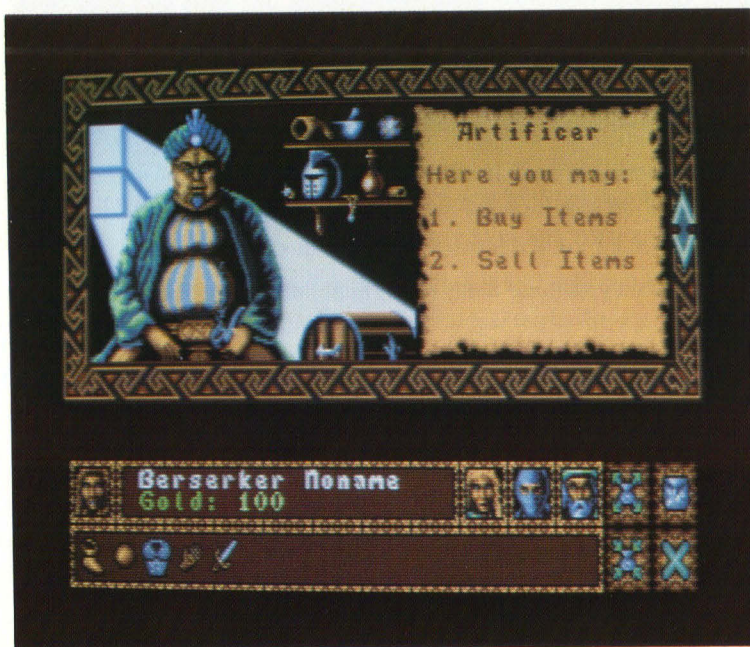 Artificer
Here you may:
1. Buy Items
2. Sell Items
Berserker Noname
Gold: 100